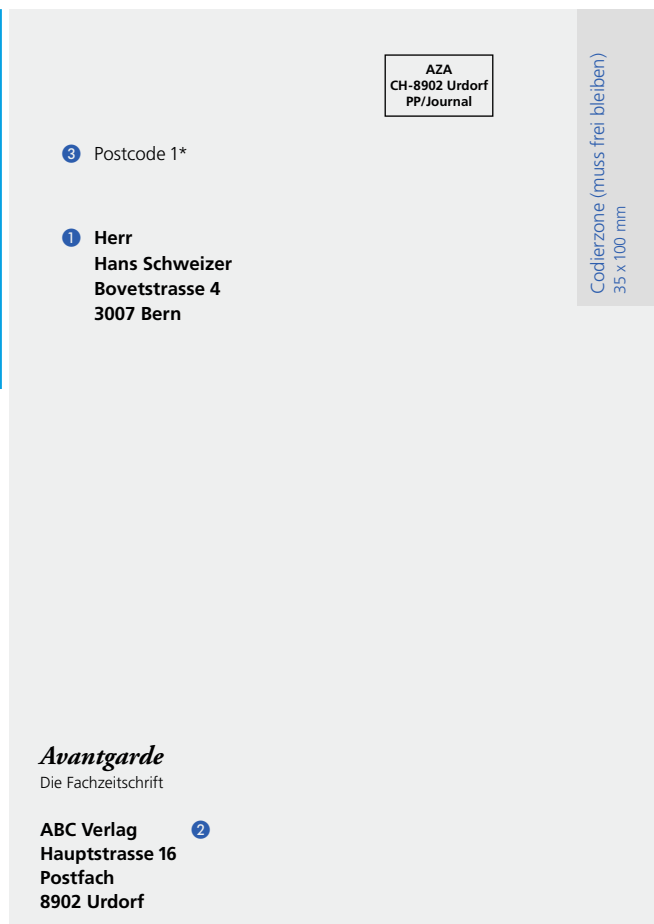 AZA
CH-8902 Urdorf
PP/Journal
Codierzone (muss frei bleiben)
35 x 100 mm
3 Postcode 1*
1 Herr
Hans Schweizer
Bovetstrasse 4
3007 Bern
Avantgarde
Die Fachzeitschrift
ABC Verlag 2
Hauptstrasse 16
Postfach
8902 Urdorf